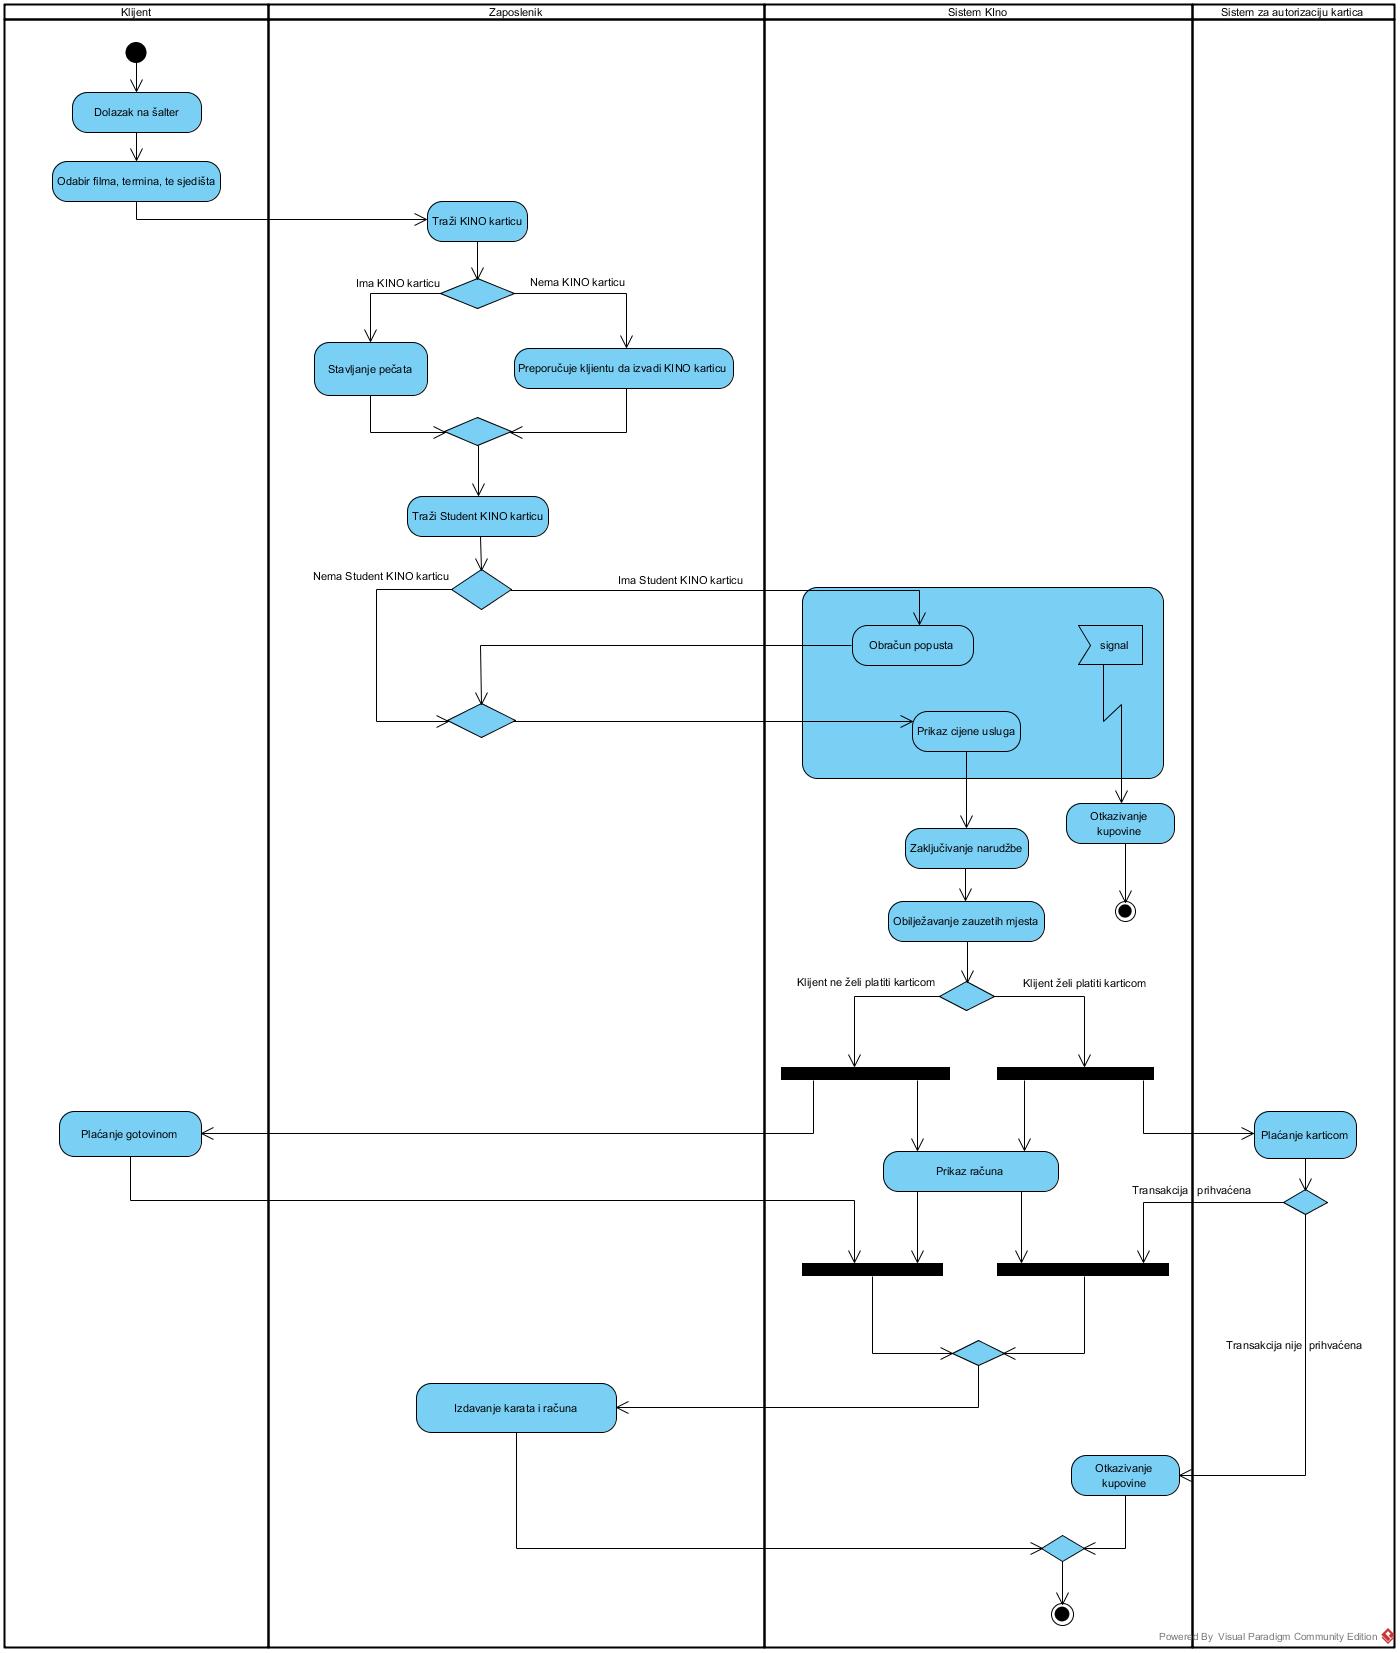 Klijent
Zaposlenik
Sistem KIno
Sistem za autorizaciju kartica
Dolazak na šalter
Odabir filma, termina, te sjedišta
Traži KINO karticu
Ima KINO karticu
Nema KINO karticu
Stavljanje pečata
Preporučuje kljientu da izvadi KINO karticu
Traži Student KINO karticu
Nema Student KINO karticu
Ima Student KINO karticu
Obračun popusta
signal
Prikaz cijene usluga
Otkazivanje
kupovine
Zaključivanje narudžbe
Obilježavanje zauzetih mjesta
Klijent ne želi platiti karticom
Klijent želi platiti karticom
Plaćanje gotovinom
Plaćanje karticom
Prikaz računa
Transakcija prihvaćena
Transakcija nije prihvaćena
Izdavanje karata i računa
Otkazivanje
kupovine
Powered By Visual Paradigm Community Edition